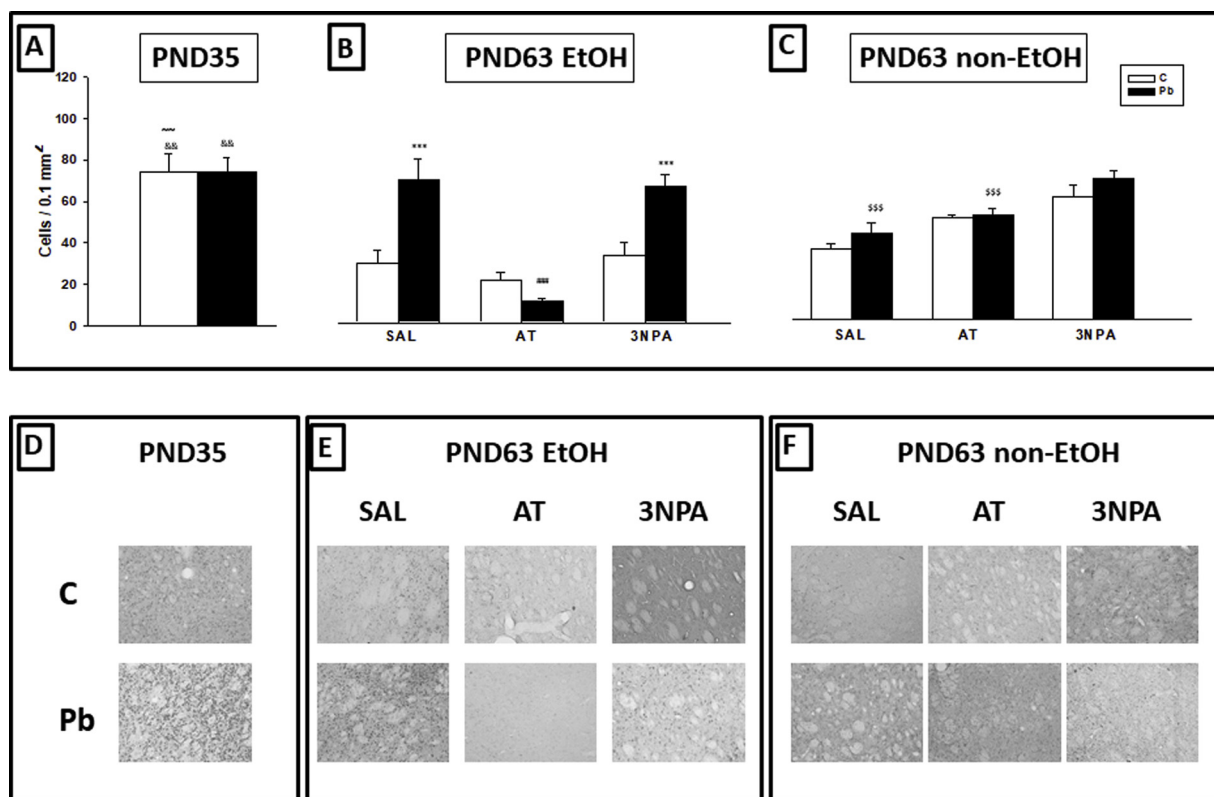 A
PND35
B
PND63 EtOH
C
PND63 non-EtOH
C
Pb
Cells / 0.1 mm²
120
100
80
60
40
20
0
~~
&&
&&
***
***
$$$
$$$
SAL
AT
3NPA
SAL
AT
3NPA
D
PND35
E
PND63 EtOH
F
PND63 non-EtOH
SAL
AT
3NPA
SAL
AT
3NPA
C
Pb